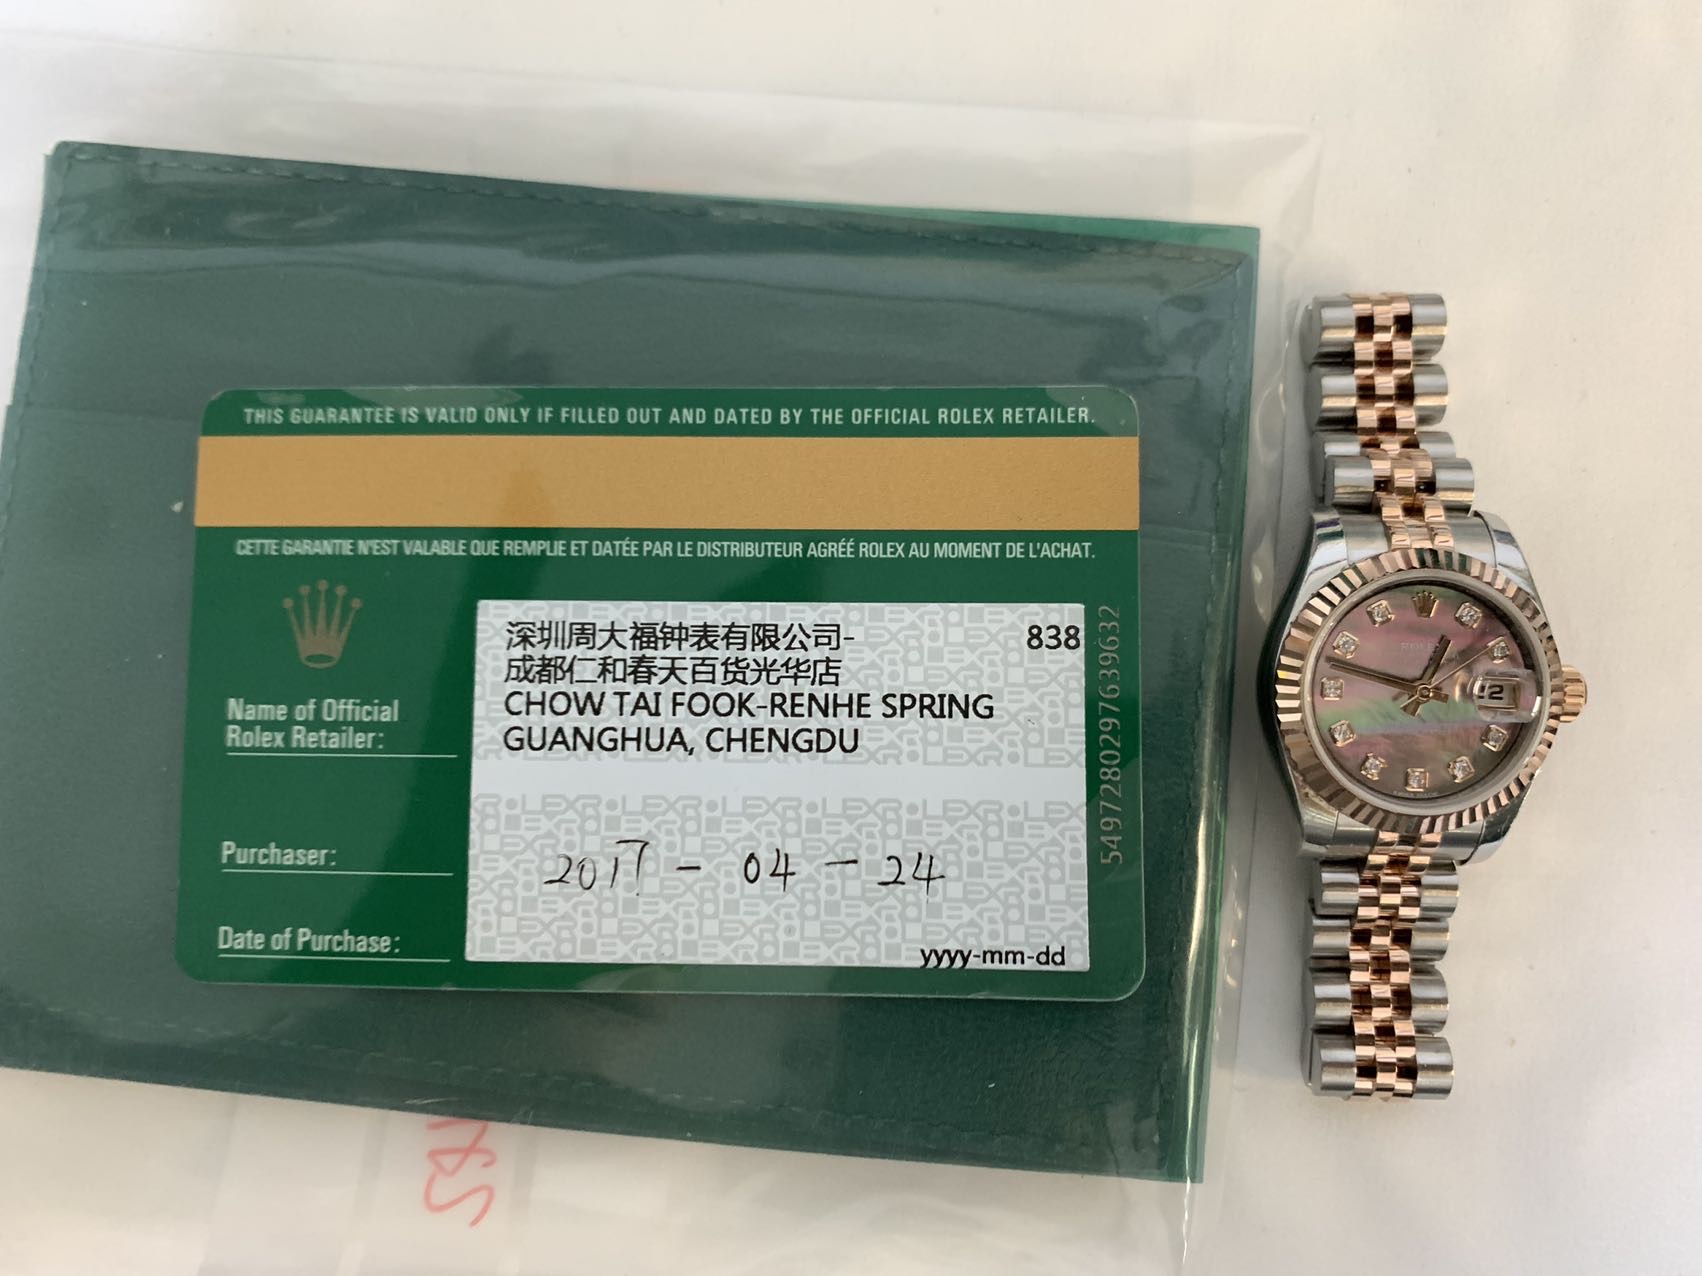 THIS GUARANTEE IS VALID ONLY IF FILLED OUT AND DATED BY THE OFFICIAL ROLEX RETAILER.
CETTE GARANTIE N'EST VALABLE QUE REMPLIE ET DATÉE PAR LE DISTRIBUTEUR AGRÉÉ ROLEX AU MOMENT DE L'ACHAT.
深圳周大福钟表有限公司- 838
成都仁和春天百货光华店
CHOW TAI FOOK-RENHE SPRING
GUANGHUA, CHENGDU
Name of Official
Rolex Retailer:
Purchaser:
2017-04-24
Date of Purchase:
yyyy-mm-dd
5497280297639632
ROLEX